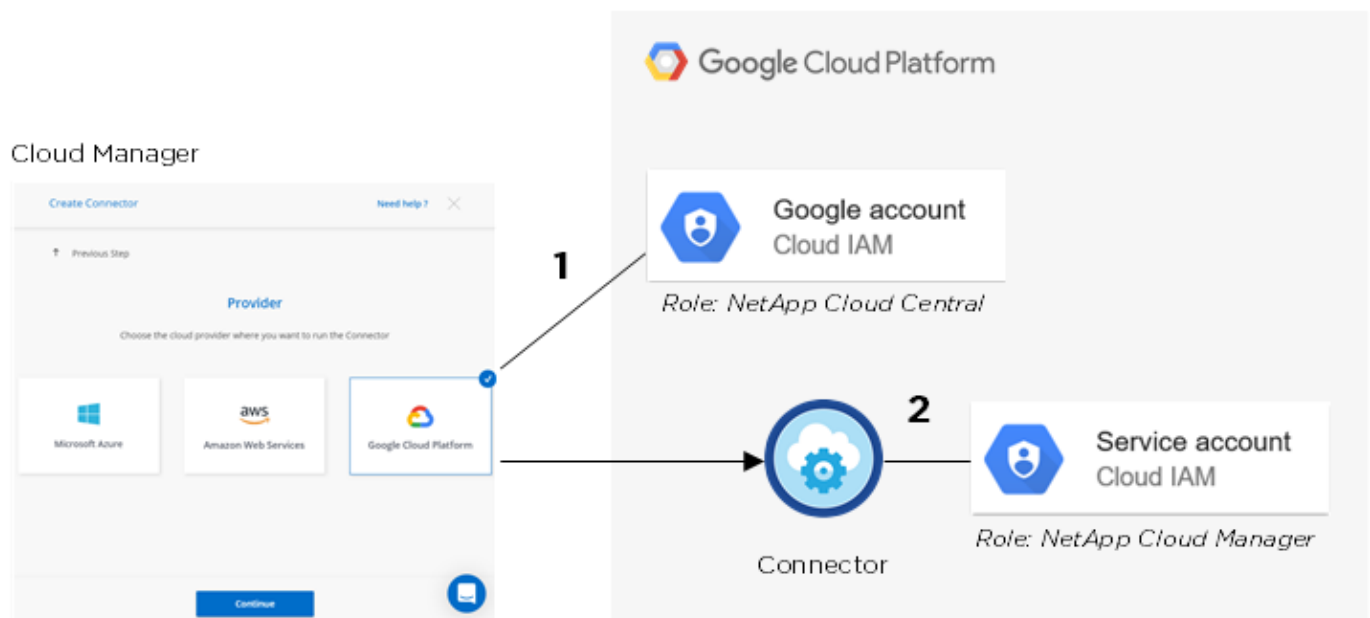 Google Cloud Platform
Cloud Manager
Create Connector
Need help ?
Previous Step
Provider
Choose the cloud provider where you want to run the Connector
Microsoft Azure
aws
Amazon Web Services
Google Cloud Platform
Continue
1
Google account
Cloud IAM
Role: NetApp Cloud Central
2
Connector
Service account
Cloud IAM
Role: NetApp Cloud Manager